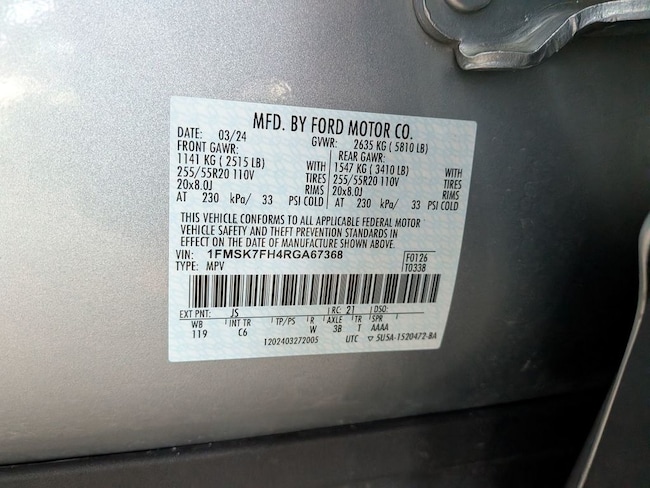 MFD. BY FORD MOTOR CO.
DATE: 03/24 GVWR: 2635 KG ( 5810 LB)
FRONT GAWR: REAR GAWR:
1141 KG ( 2515 LB) WITH 1547 KG ( 3410 LB) WITH
255/55R20 110V TIRES 255/55R20 110V TIRES
20x8.0J RIMS 20x8.0J RIMS
AT 230 kPa/ 33 PSI COLD AT 230 kPa/ 33 PSI COLD
THIS VEHICLE CONFORMS TO ALL APPLICABLE FEDERAL MOTOR
VEHICLE SAFETY AND THEFT PREVENTION STANDARDS IN
EFFECT ON THE DATE OF MANUFACTURE SHOWN ABOVE.
VIN: 1FMSK7FH4RGA67368 F0126
TYPE: MPV T0338
EXT PNT: JS RC: 21 DSO:
WB INT TR TP/PS R AXLE TR SPR
119 C6 W 3B T AAAA
1202403272005 UTC ▽ 5U5A-1520472-BA